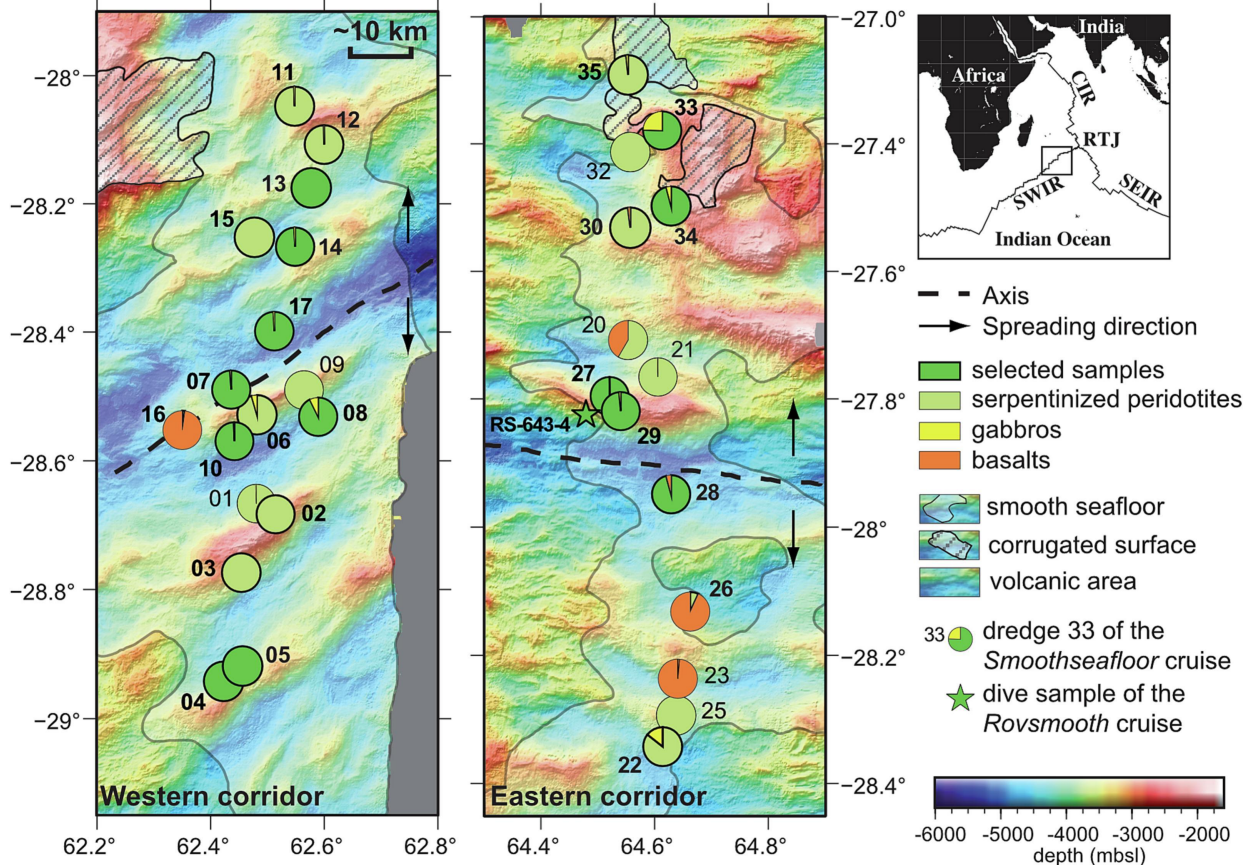 ~10 km
−28°
−28.2°
−28.4°
−28.6°
−28.8°
−29°
11
12
13
15
14
17
07
09
16
08
06
10
01
02
03
05
04
Western corridor
62.2
62.4
62.6
62.8
−27.0°
−27.4°
−27.6°
−27.8°
−28°
−28.2°
−28.4°
35
33
32
30
34
20
21
27
RS-643-4
29
28
26
23
25
22
Eastern corridor
64.4
64.6
64.8
India
Africa
CIR
RTJ
SWIR
SEIR
Indian Ocean
Axis
Spreading direction
selected samples
serpentinized peridotites
gabbros
basalts
smooth seafloor
corrugated surface
volcanic area
33
dredge 33 of the
Smoothseafloor cruise
dive sample of the
Rovsmooth cruise
−6000
−5000
−4000
−3000
−2000
depth (mbsl)